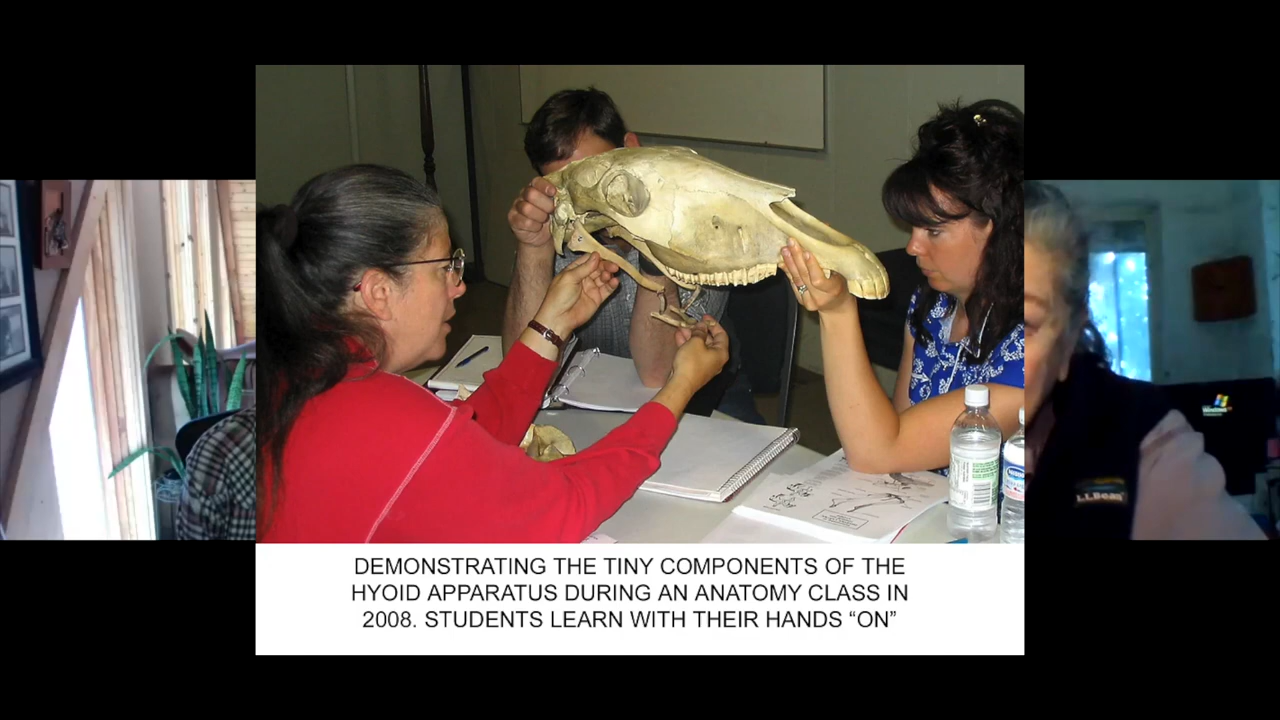 DEMONSTRATING THE TINY COMPONENTS OF THE
HYOID APPARATUS DURING AN ANATOMY CLASS IN
2008. STUDENTS LEARN WITH THEIR HANDS “ON”
L.L.Bean
Windows